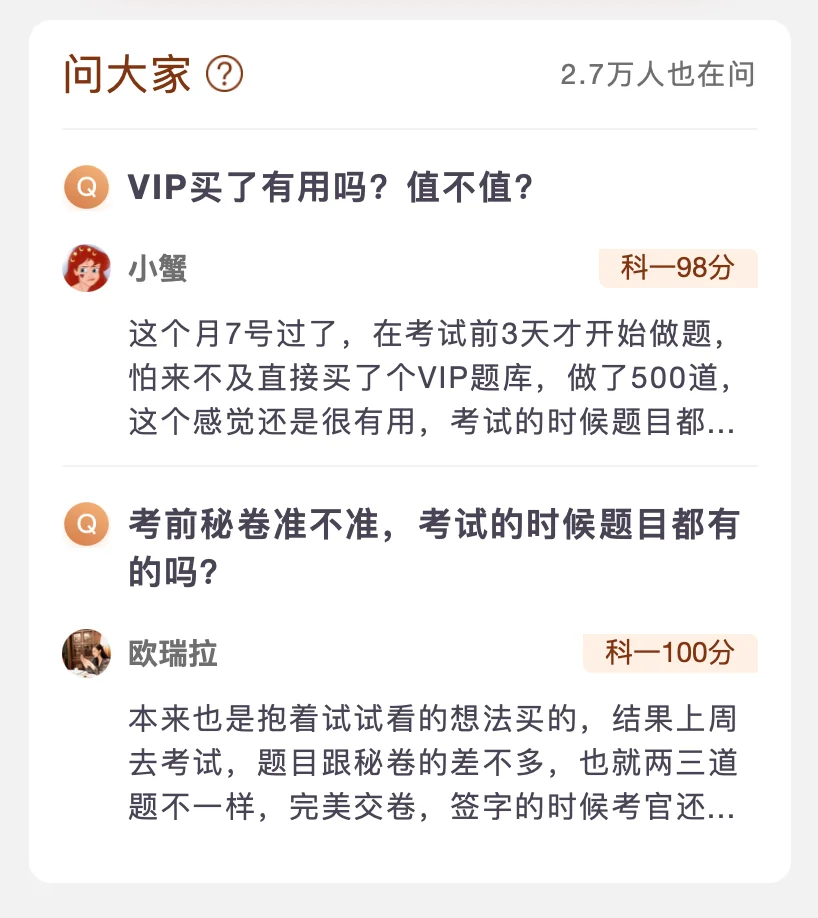 问大家 ?
2.7万人也在问
Q VIP买了有用吗？值不值？
小蟹
科一98分
这个月7号过了，在考试前3天才开始做题，
怕来不及直接买了个VIP题库，做了500道，
这个感觉还是很有用，考试的时候题目都...
Q 考前秘卷准不准，考试的时候题目都有
的吗？
欧瑞拉
科一100分
本来也是抱着试试看的想法买的，结果上周
去考试，题目跟秘卷的差不多，也就两三道
题不一样，完美交卷，签字的时候考官还...